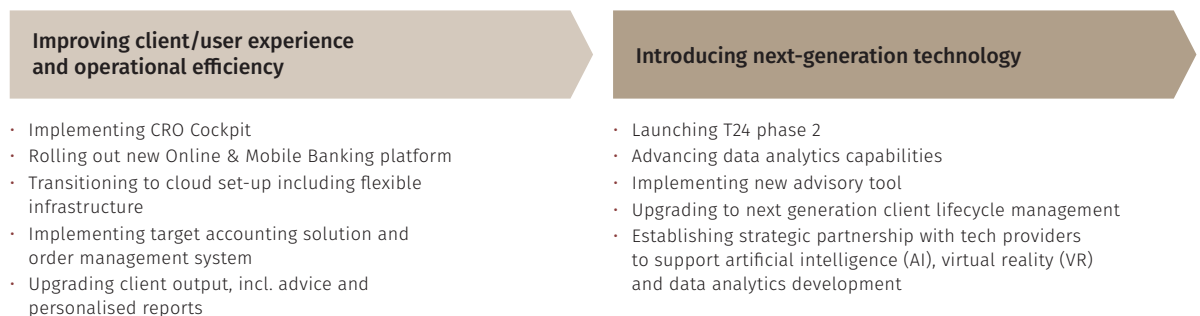 Improving client/user experience
and operational efficiency
· Implementing CRO Cockpit
· Rolling out new Online & Mobile Banking platform
· Transitioning to cloud set-up including flexible
infrastructure
· Implementing target accounting solution and
order management system
· Upgrading client output, incl. advice and
personalised reports
Introducing next-generation technology
· Launching T24 phase 2
· Advancing data analytics capabilities
· Implementing new advisory tool
· Upgrading to next generation client lifecycle management
· Establishing strategic partnership with tech providers
to support artificial intelligence (AI), virtual reality (VR)
and data analytics development